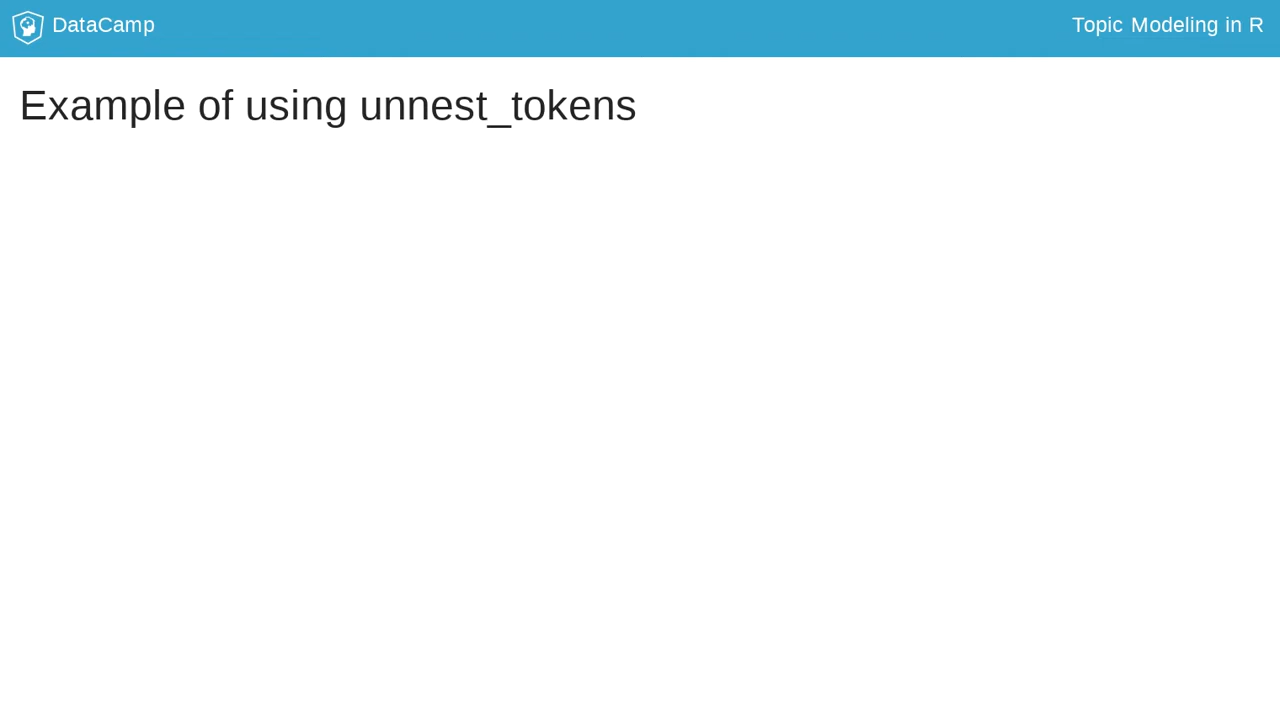 DataCamp
Topic Modeling in R
Example of using unnest_tokens